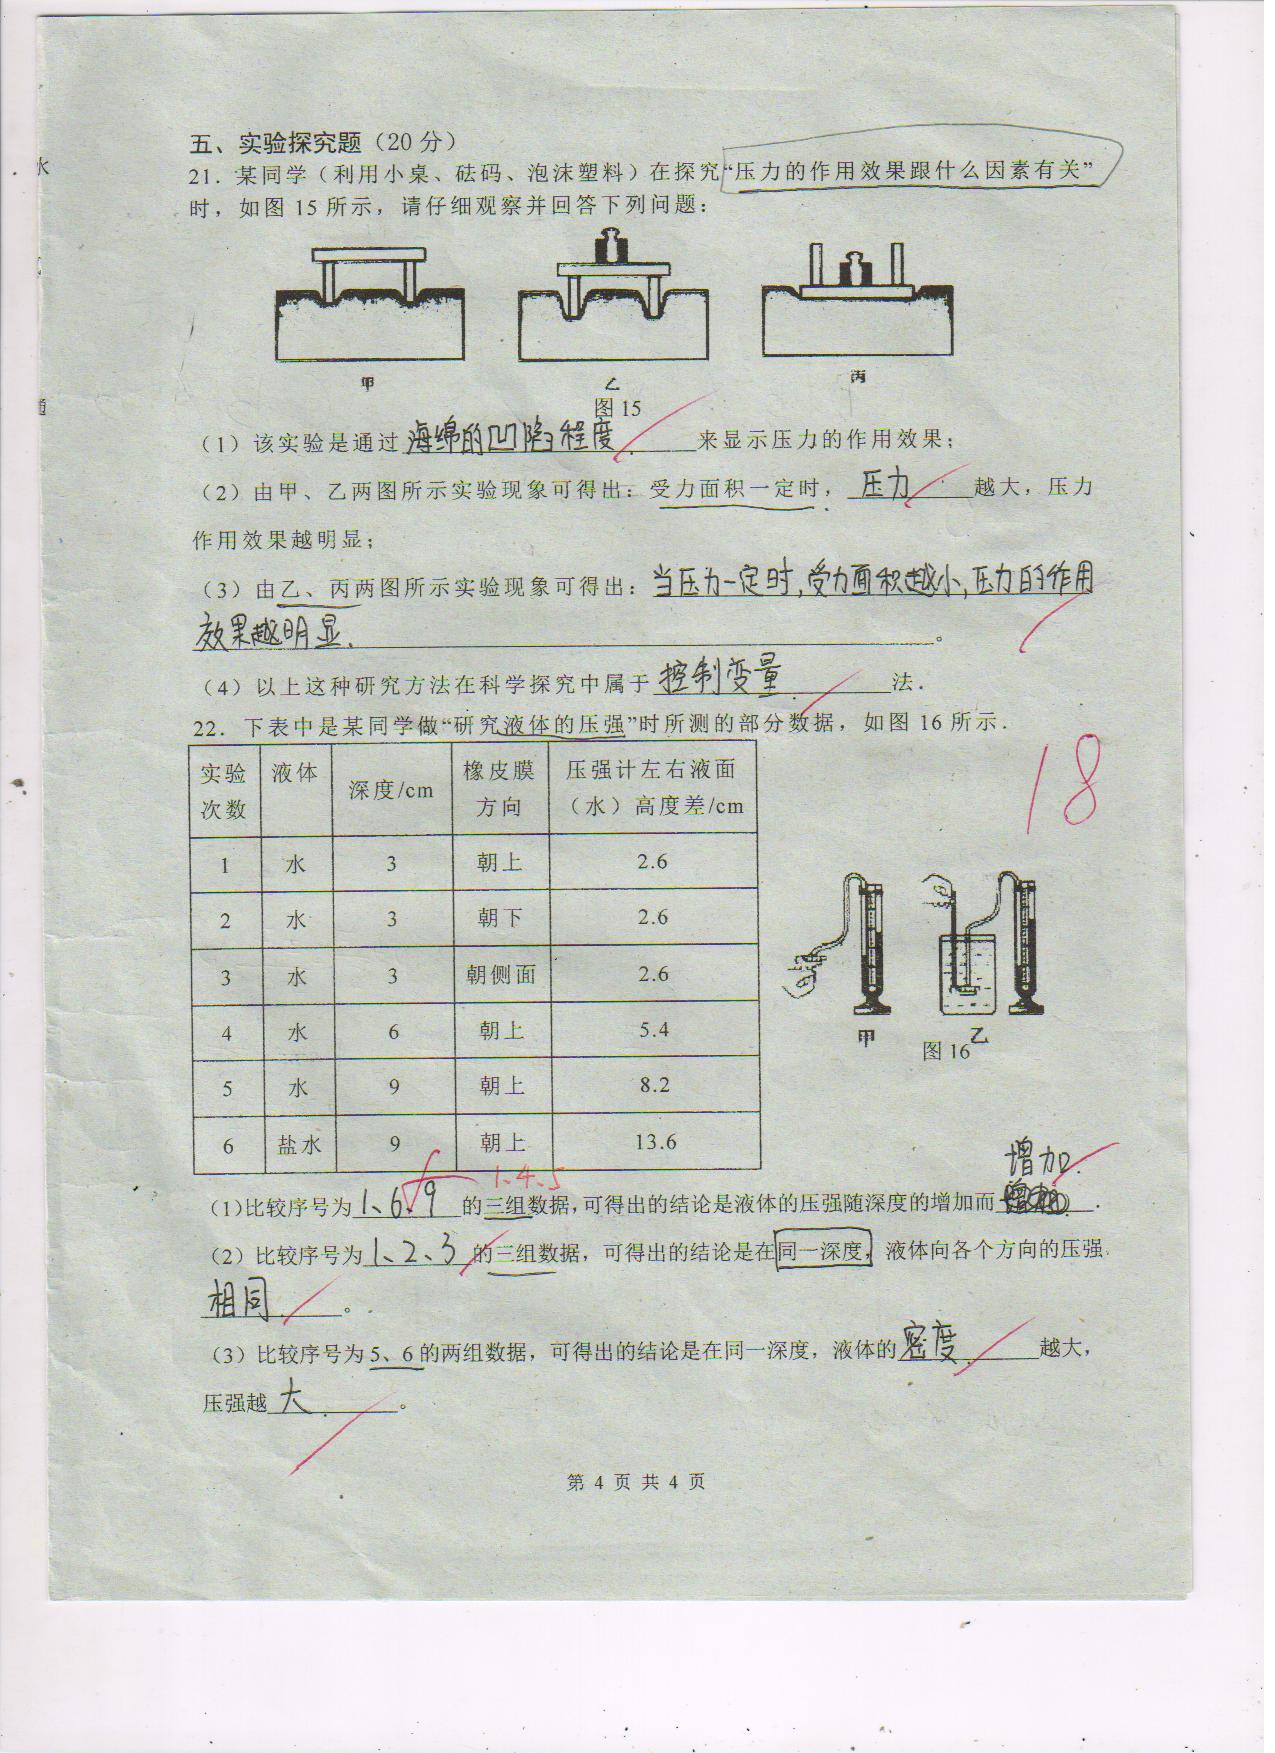 五、实验探究题（20 分）
21．某同学（利用小桌、砝码、泡沫塑料）在探究“压力的作用效果跟什么因素有关”
时，如图 15 所示，请仔细观察并回答下列问题：
甲 乙 丙
图 15
（1）该实验是通过海绵的凹陷程度．来显示压力的作用效果；
（2）由甲、乙两图所示实验现象可得出：受力面积一定时，压力越大，压力
作用效果越明显；
（3）由乙、丙两图所示实验现象可得出：当压力一定时，受力面积越小，压力的作用
效果越明显．。
（4）以上这种研究方法在科学探究中属于控制变量．法．
22．下表中是某同学做“研究液体的压强”时所测的部分数据，如图 16 所示．
实验次数 液体 深度/cm 橡皮膜方向 压强计左右液面（水）高度差/cm
1 水 3 朝上 2.6
2 水 3 朝下 2.6
3 水 3 朝侧面 2.6
4 水 6 朝上 5.4
5 水 9 朝上 8.2
6 盐水 9 朝上 13.6
18
甲 乙
图 16
增加．
1、4、5
（1）比较序号为1、6、9的三组数据，可得出的结论是液体的压强随深度的增加而．
（2）比较序号为1、2、3的三组数据，可得出的结论是在同一深度，液体向各个方向的压强
相同．。
（3）比较序号为 5、6 的两组数据，可得出的结论是在同一深度，液体的密度．越大，
压强越大．。
第 4 页 共 4 页
水